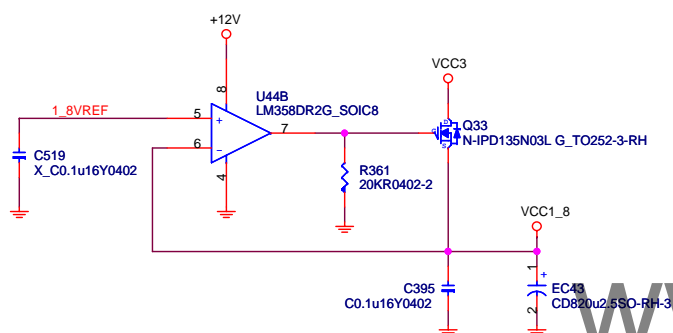 +12V
VCC3
8
U44B
LM358DR2G_SOIC8
1_8VREF
5
+
7
6
-
D
G
S
Q33
N-IPD135N03L G_TO252-3-RH
C519
X_C0.1u16Y0402
4
R361
20KR0402-2
VCC1_8
C395
C0.1u16Y0402
1
+
2
EC43
CD820u2.5SO-RH-3